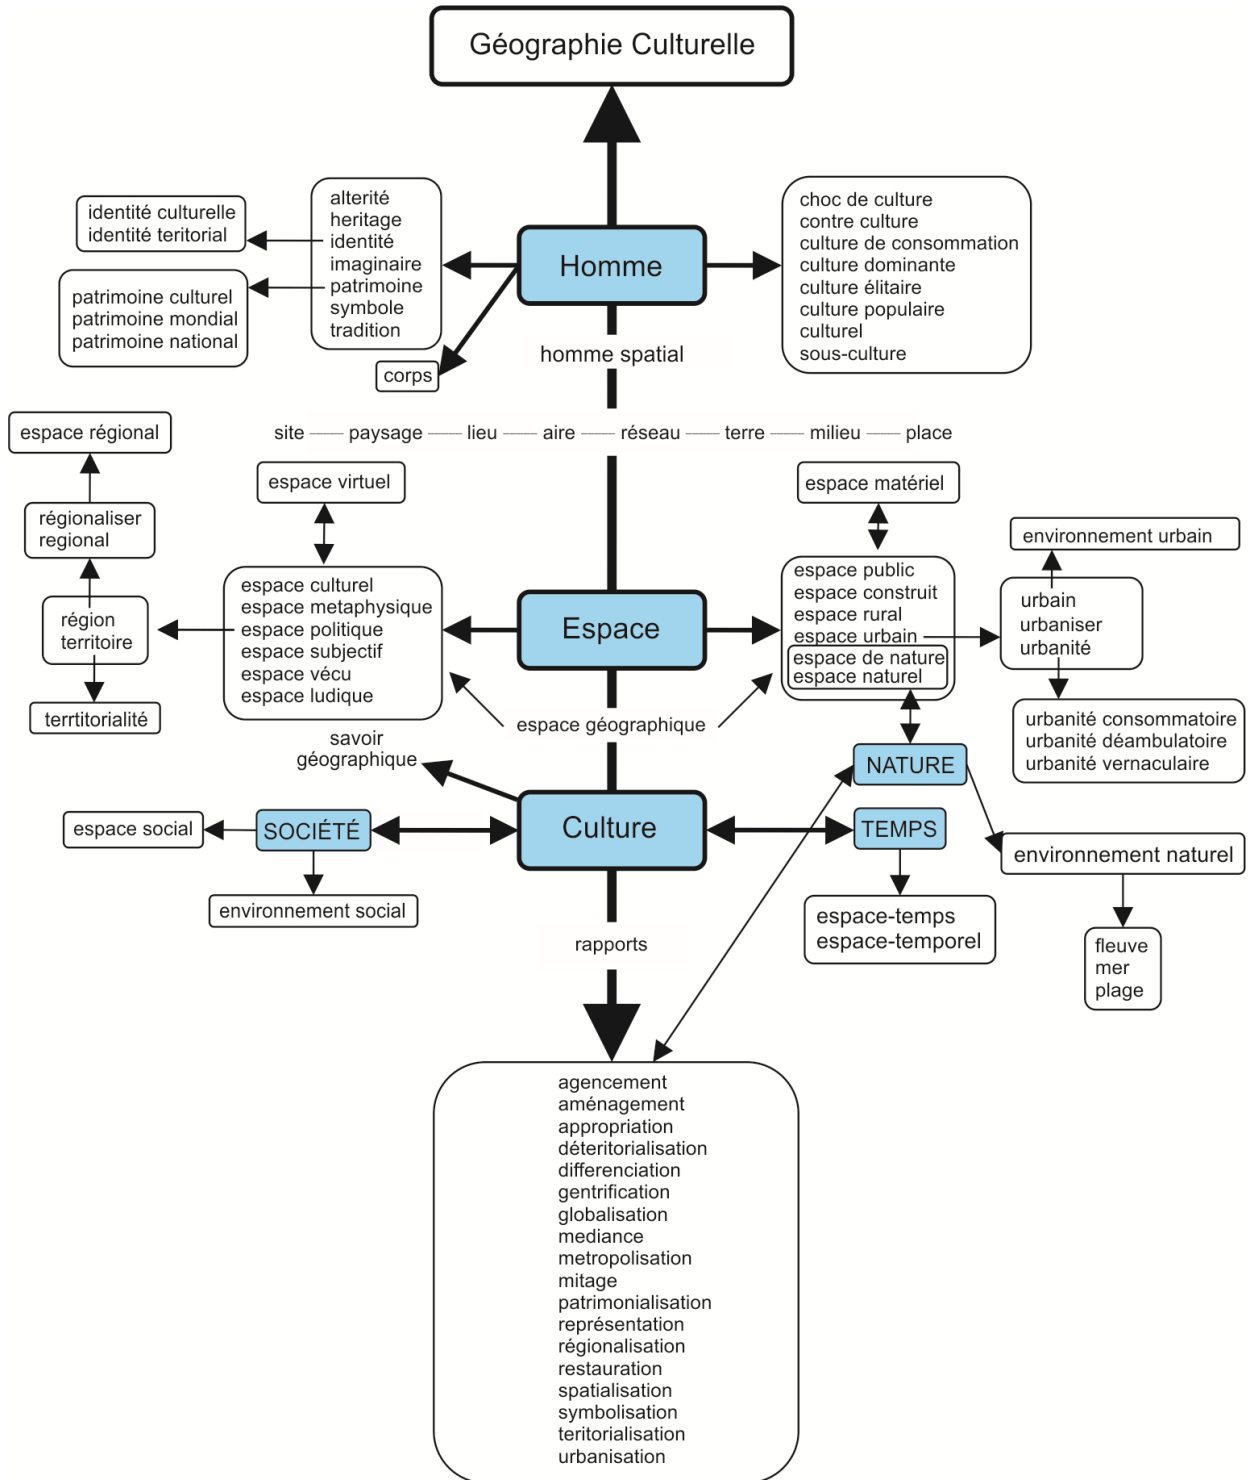 Géographie Culturelle
alterité
heritage
identité
imaginaire
patrimoine
symbole
tradition
identité culturelle
identité teritorial
patrimoine culturel
patrimoine mondial
patrimoine national
Homme
choc de culture
contre culture
culture de consommation
culture dominante
culture élitaire
culture populaire
culturel
sous-culture
corps
homme spatial
site paysage lieu aire réseau terre milieu place
espace régional
régionaliser
regional
région
territoire
terrtitorialité
espace virtuel
espace culturel
espace metaphysique
espace politique
espace subjectif
espace vécu
espace ludique
Espace
espace matériel
espace public
espace construit
espace rural
espace urbain
espace de nature
espace naturel
environnement urbain
urbain
urbaniser
urbanité
urbanité consommatoire
urbanité déambulatoire
urbanité vernaculaire
espace géographique
savoir
géographique
NATURE
espace social
SOCIÉTÉ
Culture
TEMPS
environnement naturel
environnement social
espace-temps
espace-temporel
fleuve
mer
plage
rapports
agencement
aménagement
appropriation
déteritorialisation
differenciation
gentrification
globalisation
mediance
metropolisation
mitage
patrimonialisation
représentation
régionalisation
restauration
spatialisation
symbolisation
teritorialisation
urbanisation